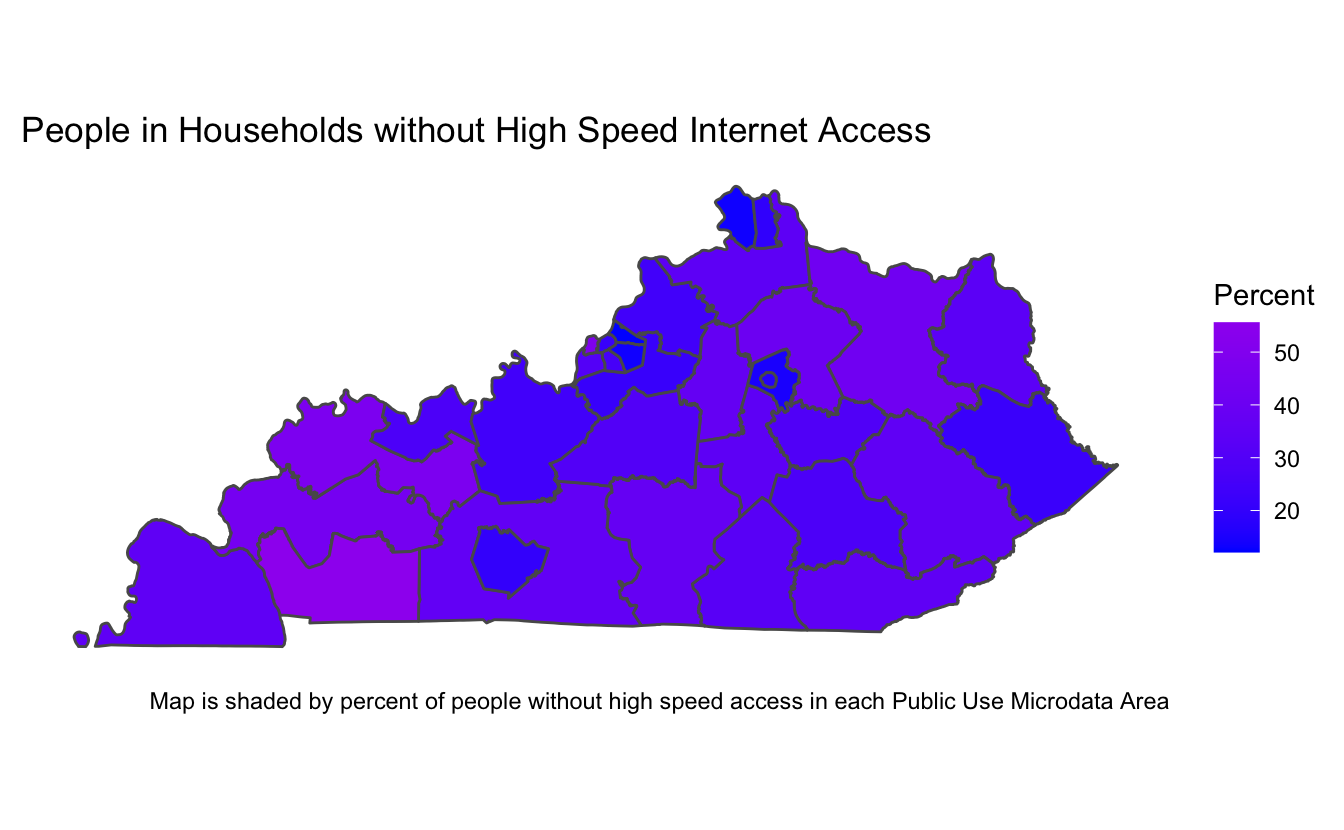 People in Households without High Speed Internet Access
Percent
50
40
30
20
Map is shaded by percent of people without high speed access in each Public Use Microdata Area